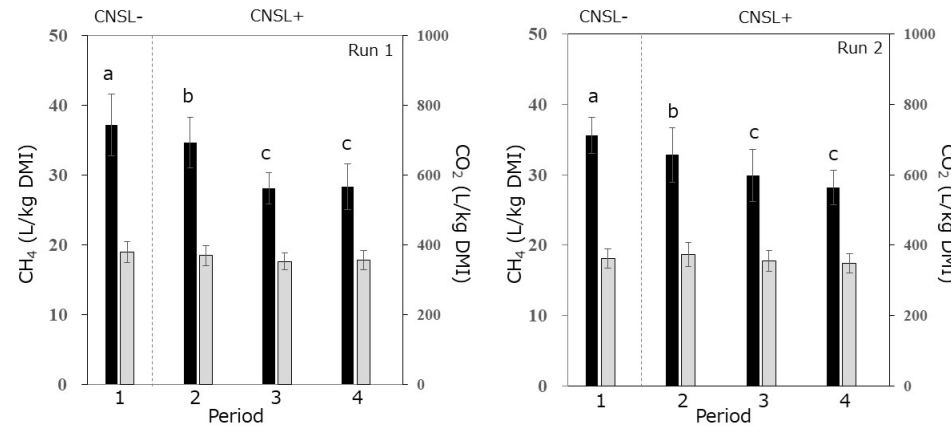 CNSL- CNSL+
Run 1
CH4 (L/kg DMI)
50
40
30
20
10
0
a
b
c
c
1000
800
600
400
200
0
CO2 (L/kg DMI)
1 2 3 4
Period
CNSL- CNSL+
Run 2
CH4 (L/kg DMI)
50
40
30
20
10
0
a
b
c
c
1000
800
600
400
200
0
CO2 (L/kg DMI)
1 2 3 4
Period